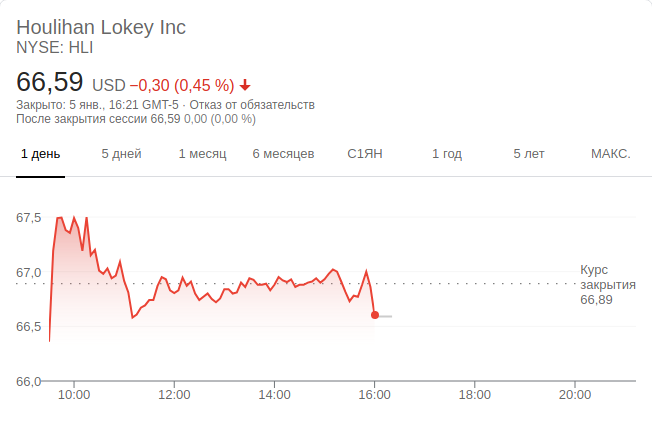 Houlihan Lokey Inc
NYSE: HLI
66,59 USD −0,30 (0,45 %)
Закрыто: 5 янв., 16:21 GMT-5 · Отказ от обязательств
После закрытия сессии 66,59 0,00 (0,00 %)
1 день 5 дней 1 месяц 6 месяцев С1ЯН 1 год 5 лет МАКС.
67,5
67,0
66,5
66,0
Курс
закрытия
66,89
10:00 12:00 14:00 16:00 18:00 20:00